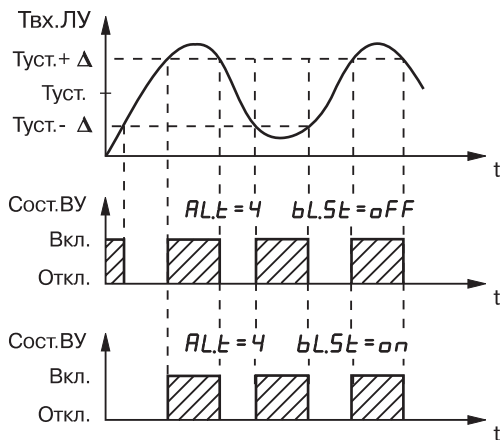 Твх.ЛУ
Туст.+ Δ
Туст.
Туст.- Δ
t
Сост.ВУ
AL.t = 4 bL.St = oFF
Вкл.
Откл.
t
Сост.ВУ
AL.t = 4 bL.St = on
Вкл.
Откл.
t